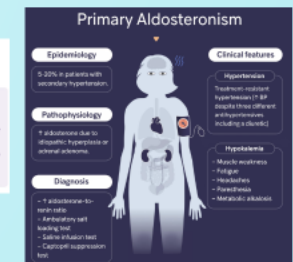 Primary Aldosteronism
Epidemiology
5-20% in patients with
secondary hypertension.
Pathophysiology
↑ aldosterone due to
idiopathic hyperplasia or
adrenal adenoma.
Diagnosis
- ↑ aldosterone-to-
renin ratio
- Ambulatory salt
loading test
- Saline infusion test
- Captopril suppression
test
Clinical features
Hypertension
Treatment-resistant
hypertension (↑ BP
despite three different
antihypertensives
including a diuretic)
Hypokalemia
- Muscle weakness
- Fatigue
- Headaches
- Paresthesia
- Metabolic alkalosis